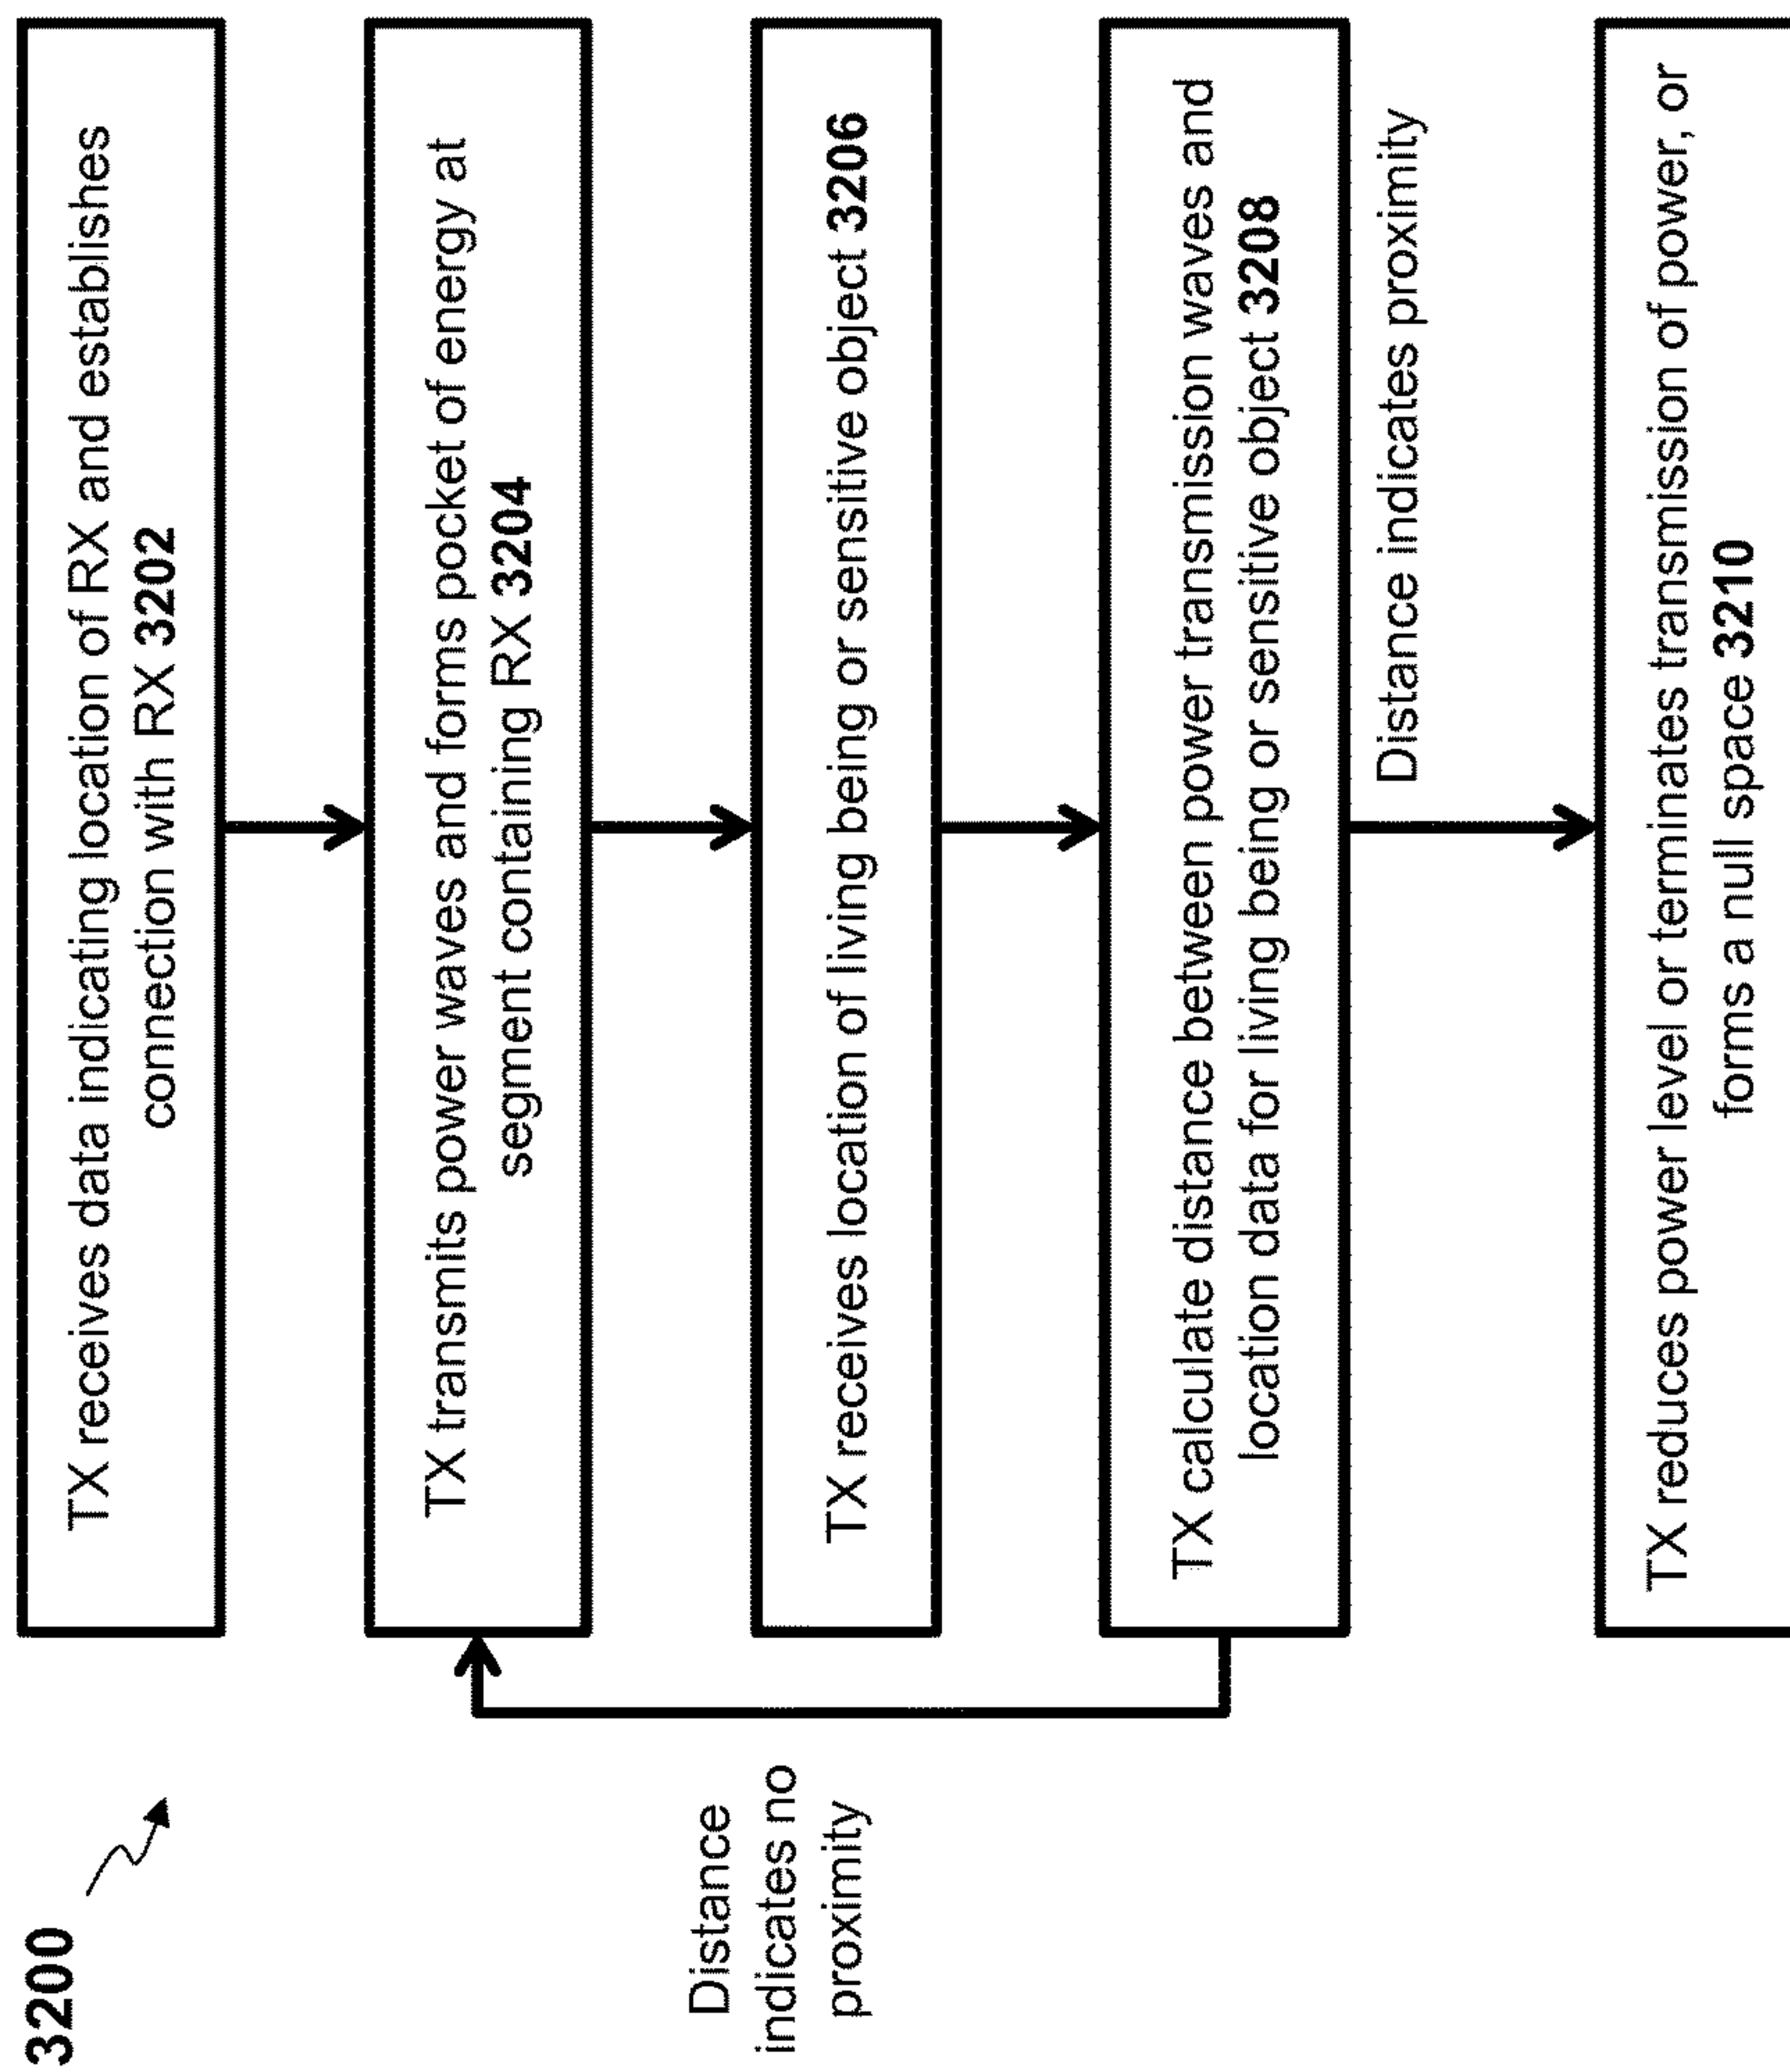 3200
TX receives data indicating location of RX and establishes
connection with RX 3202
TX transmits power waves and forms pocket of energy at
segment containing RX 3204
TX receives location of living being or sensitive object 3206
Distance
indicates no
proximity
TX calculate distance between power transmission waves and
location data for living being or sensitive object 3208
Distance indicates proximity
TX reduces power level or terminates transmission of power, or
forms a null space 3210